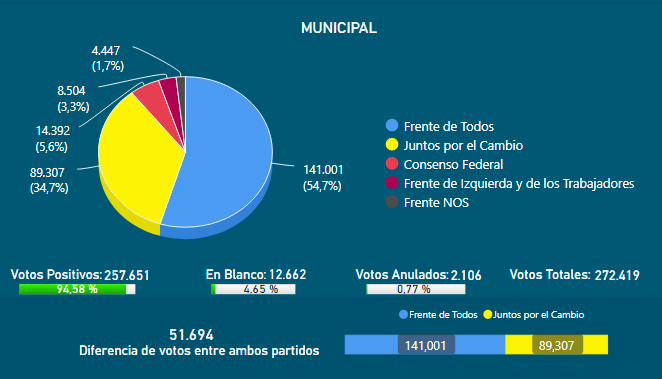 MUNICIPAL
4.447
(1,7%)
8.504
(3,3%)
14.392
(5,6%)
89.307
(34,7%)
141.001
(54,7%)
Frente de Todos
Juntos por el Cambio
Consenso Federal
Frente de Izquierda y de los Trabajadores
Frente NOS
Votos Positivos: 257.651
94,58 %
En Blanco: 12.662
4,65 %
Votos Anulados: 2.106
0,77 %
Votos Totales: 272.419
51.694
Diferencia de votos entre ambos partidos
Frente de Todos Juntos por el Cambio
141,001 89,307